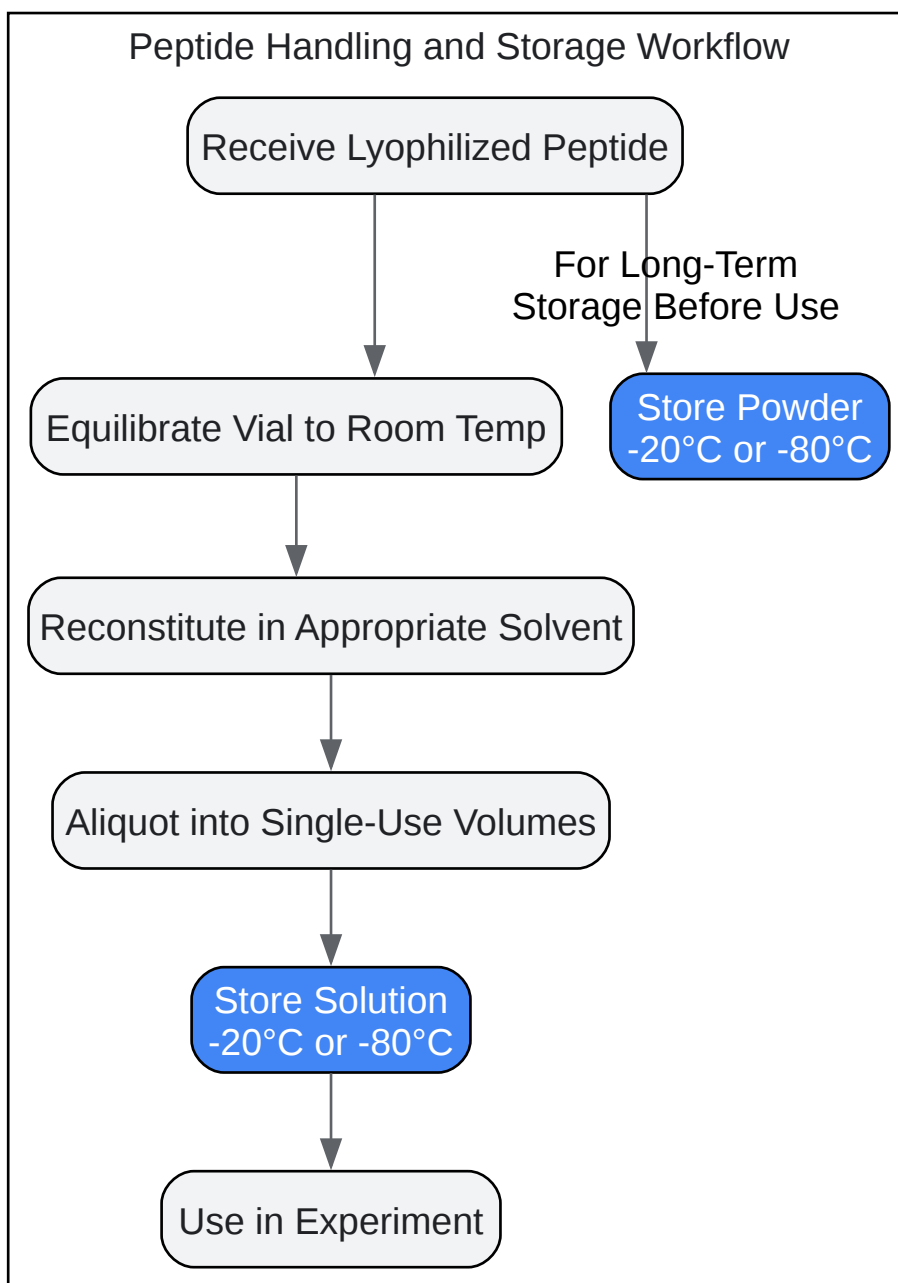 Peptide Handling and Storage Workflow
Receive Lyophilized Peptide
For Long-Term
Storage Before Use
Equilibrate Vial to Room Temp
Store Powder
-20°C or -80°C
Reconstitute in Appropriate Solvent
Aliquot into Single-Use Volumes
Store Solution
-20°C or -80°C
Use in Experiment